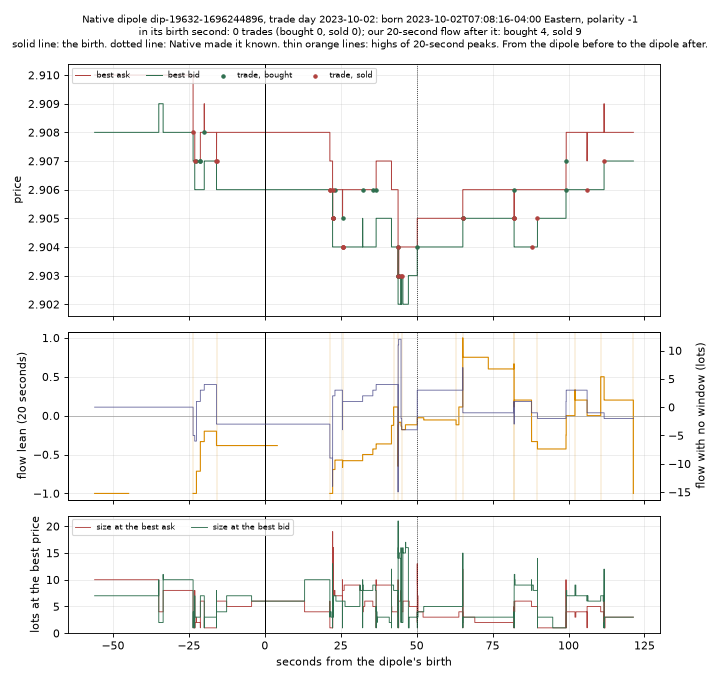 Native dipole dip-19632-1696244896, trade day 2023-10-02: born 2023-10-02T07:08:16-04:00 Eastern, polarity -1
in its birth second: 0 trades (bought 0, sold 0); our 20-second flow after it: bought 4, sold 9
solid line: the birth. dotted line: Native made it known. thin orange lines: highs of 20-second peaks. From the dipole before to the dipole after.
best ask best bid trade, bought trade, sold
2.910
2.909
2.908
2.907
2.906
2.905
2.904
2.903
2.902
price
1.0
0.5
0.0
−0.5
−1.0
flow lean (20 seconds)
10
5
0
−5
−10
−15
flow with no window (lots)
size at the best ask size at the best bid
20
15
10
5
0
lots at the best price
−50 −25 0 25 50 75 100 125
seconds from the dipole's birth